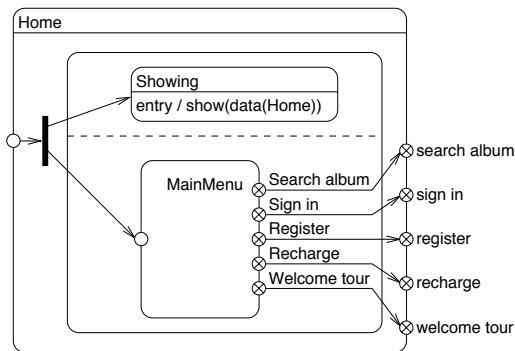 Home
Showing
entry / show(data(Home))
MainMenu
Search album
search album
Sign in
sign in
Register
register
Recharge
recharge
Welcome tour
welcome tour